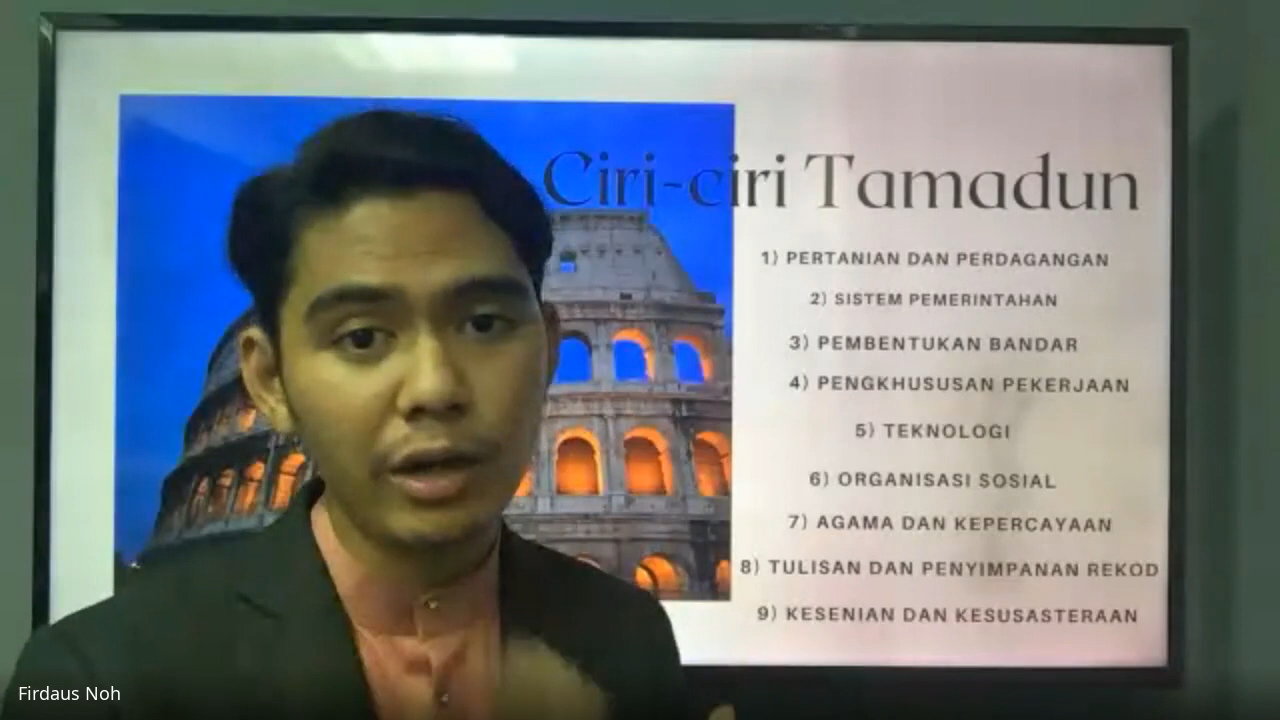 Ciri-ciri Tamadun
1) PERTANIAN DAN PERDAGANGAN
2) SISTEM PEMERINTAHAN
3) PEMBENTUKAN BANDAR
4) PENGKHUSUSAN PEKERJAAN
5) TEKNOLOGI
6) ORGANISASI SOSIAL
7) AGAMA DAN KEPERCAYAAN
8) TULISAN DAN PENYIMPANAN REKOD
9) KESENIAN DAN KESUSASTERAAN
Firdaus Noh